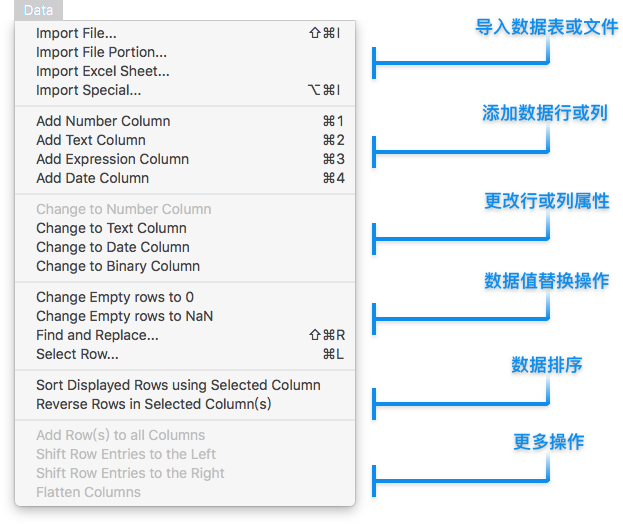 Data
Import File... ⇧⌘I
Import File Portion...
Import Excel Sheet...
Import Special... ⌥⌘I
导入数据表或文件
Add Number Column ⌘1
Add Text Column ⌘2
Add Expression Column ⌘3
Add Date Column ⌘4
添加数据行或列
Change to Number Column
Change to Text Column
Change to Date Column
Change to Binary Column
更改行或列属性
Change Empty rows to 0
Change Empty rows to NaN
Find and Replace... ⇧⌘R
Select Row... ⌘L
数据值替换操作
Sort Displayed Rows using Selected Column
Reverse Rows in Selected Column(s)
数据排序
Add Row(s) to all Columns
Shift Row Entries to the Left
Shift Row Entries to the Right
Flatten Columns
更多操作